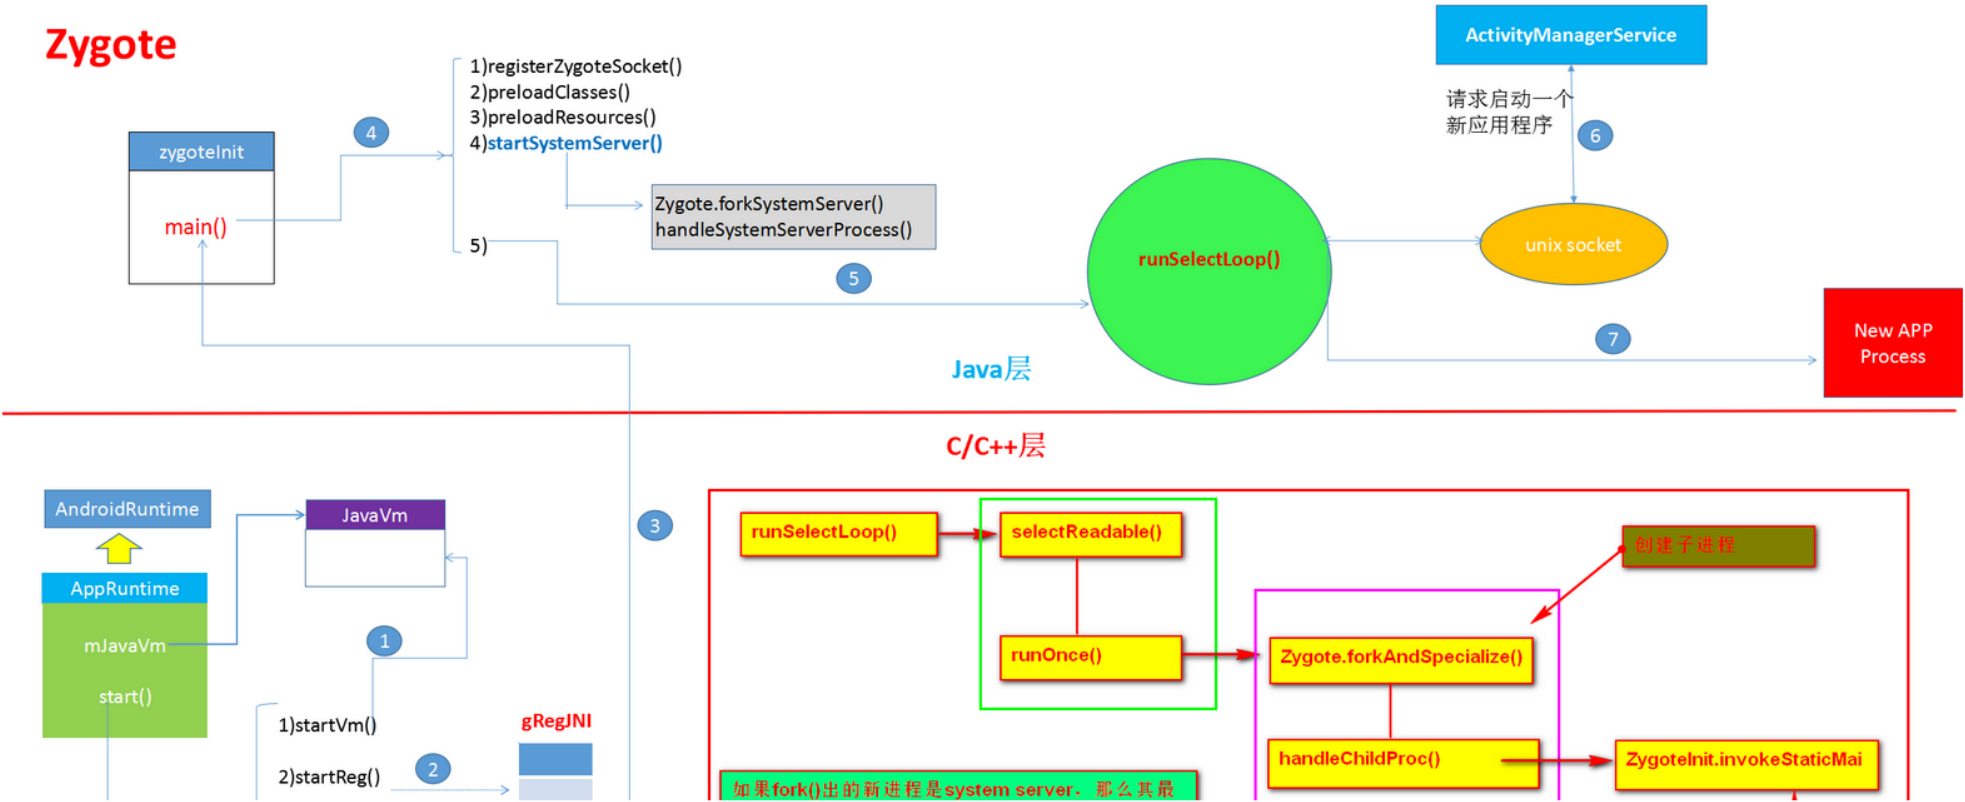 Zygote
ActivityManagerService
请求启动一个
新应用程序
6
1)registerZygoteSocket()
2)preloadClasses()
3)preloadResources()
4)startSystemServer()
4
zygoteInit
main()
Zygote.forkSystemServer()
handleSystemServerProcess()
5)
5
runSelectLoop()
unix socket
7
New APP
Process
Java层
C/C++层
AndroidRuntime
JavaVm
3
AppRuntime
mJavaVm
start()
1
1)startVm()
2)startReg()
2
gRegJNI
runSelectLoop()
selectReadable()
创建子进程
runOnce()
Zygote.forkAndSpecialize()
handleChildProc()
ZygoteInit.invokeStaticMai
如果fork()出的新进程是system server. 那么其最